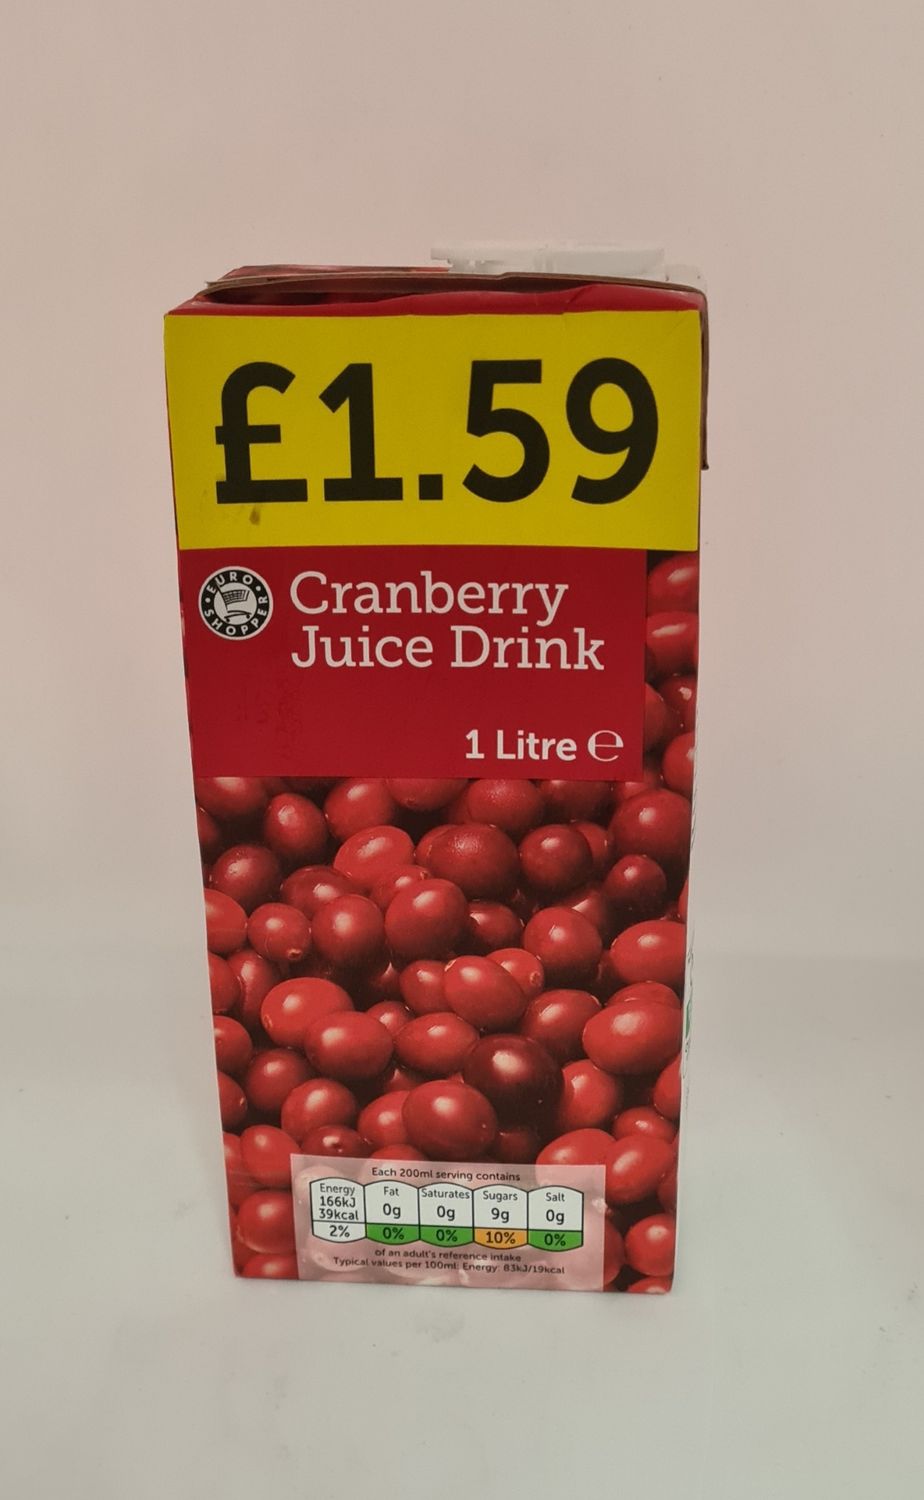 £1.59
EURO SHOPPER
Cranberry
Juice Drink
1 Litre ℮
Each 200ml serving contains
Energy 166kJ 39kcal 2%
Fat 0g 0%
Saturates 0g 0%
Sugars 9g 10%
Salt 0g 0%
of an adult's reference intake
Typical values per 100ml: Energy: 83kJ/19kcal